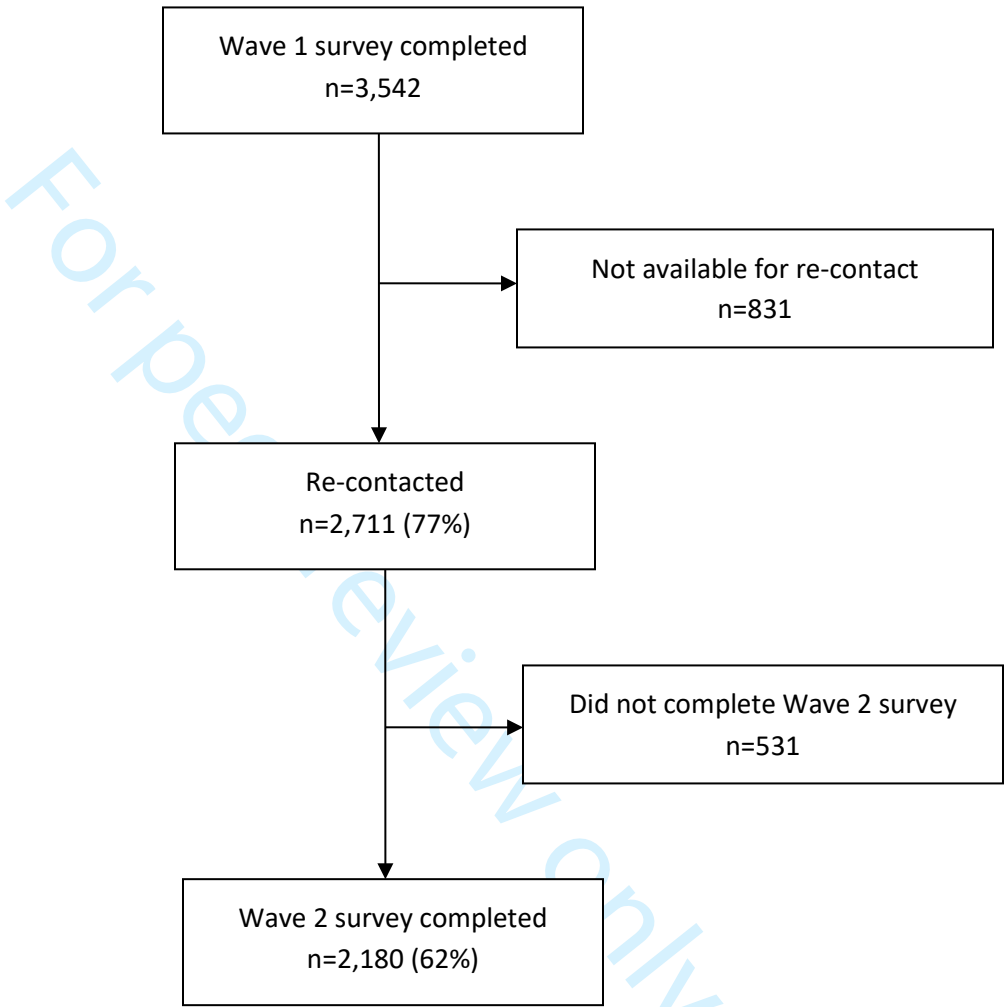 Wave 1 survey completed
n=3,542
Not available for re-contact
n=831
Re-contacted
n=2,711 (77%)
Did not complete Wave 2 survey
n=531
Wave 2 survey completed
n=2,180 (62%)
For peer review only